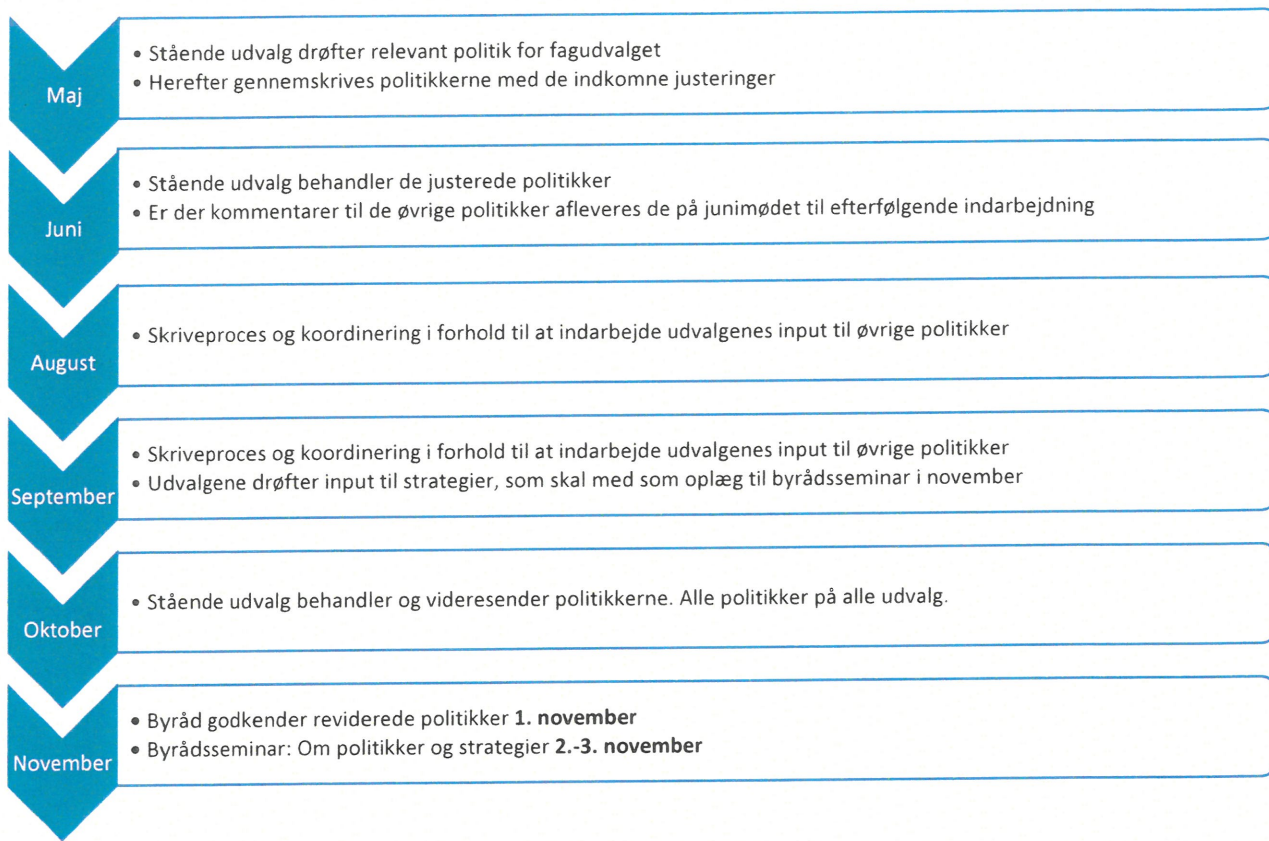 Maj
• Stående udvalg drøfter relevant politik for fagudvalget
• Herefter gennemskrives politikkerne med de indkomne justeringer
Juni
• Stående udvalg behandler de justerede politikker
• Er der kommentarer til de øvrige politikker afleveres de på junimødet til efterfølgende indarbejdning
August
• Skriveproces og koordinering i forhold til at indarbejde udvalgenes input til øvrige politikker
September
• Skriveproces og koordinering i forhold til at indarbejde udvalgenes input til øvrige politikker
• Udvalgene drøfter input til strategier, som skal med som oplæg til byrådsseminar i november
Oktober
• Stående udvalg behandler og videresender politikkerne. Alle politikker på alle udvalg.
November
• Byråd godkender reviderede politikker 1. november
• Byrådsseminar: Om politikker og strategier 2.-3. november